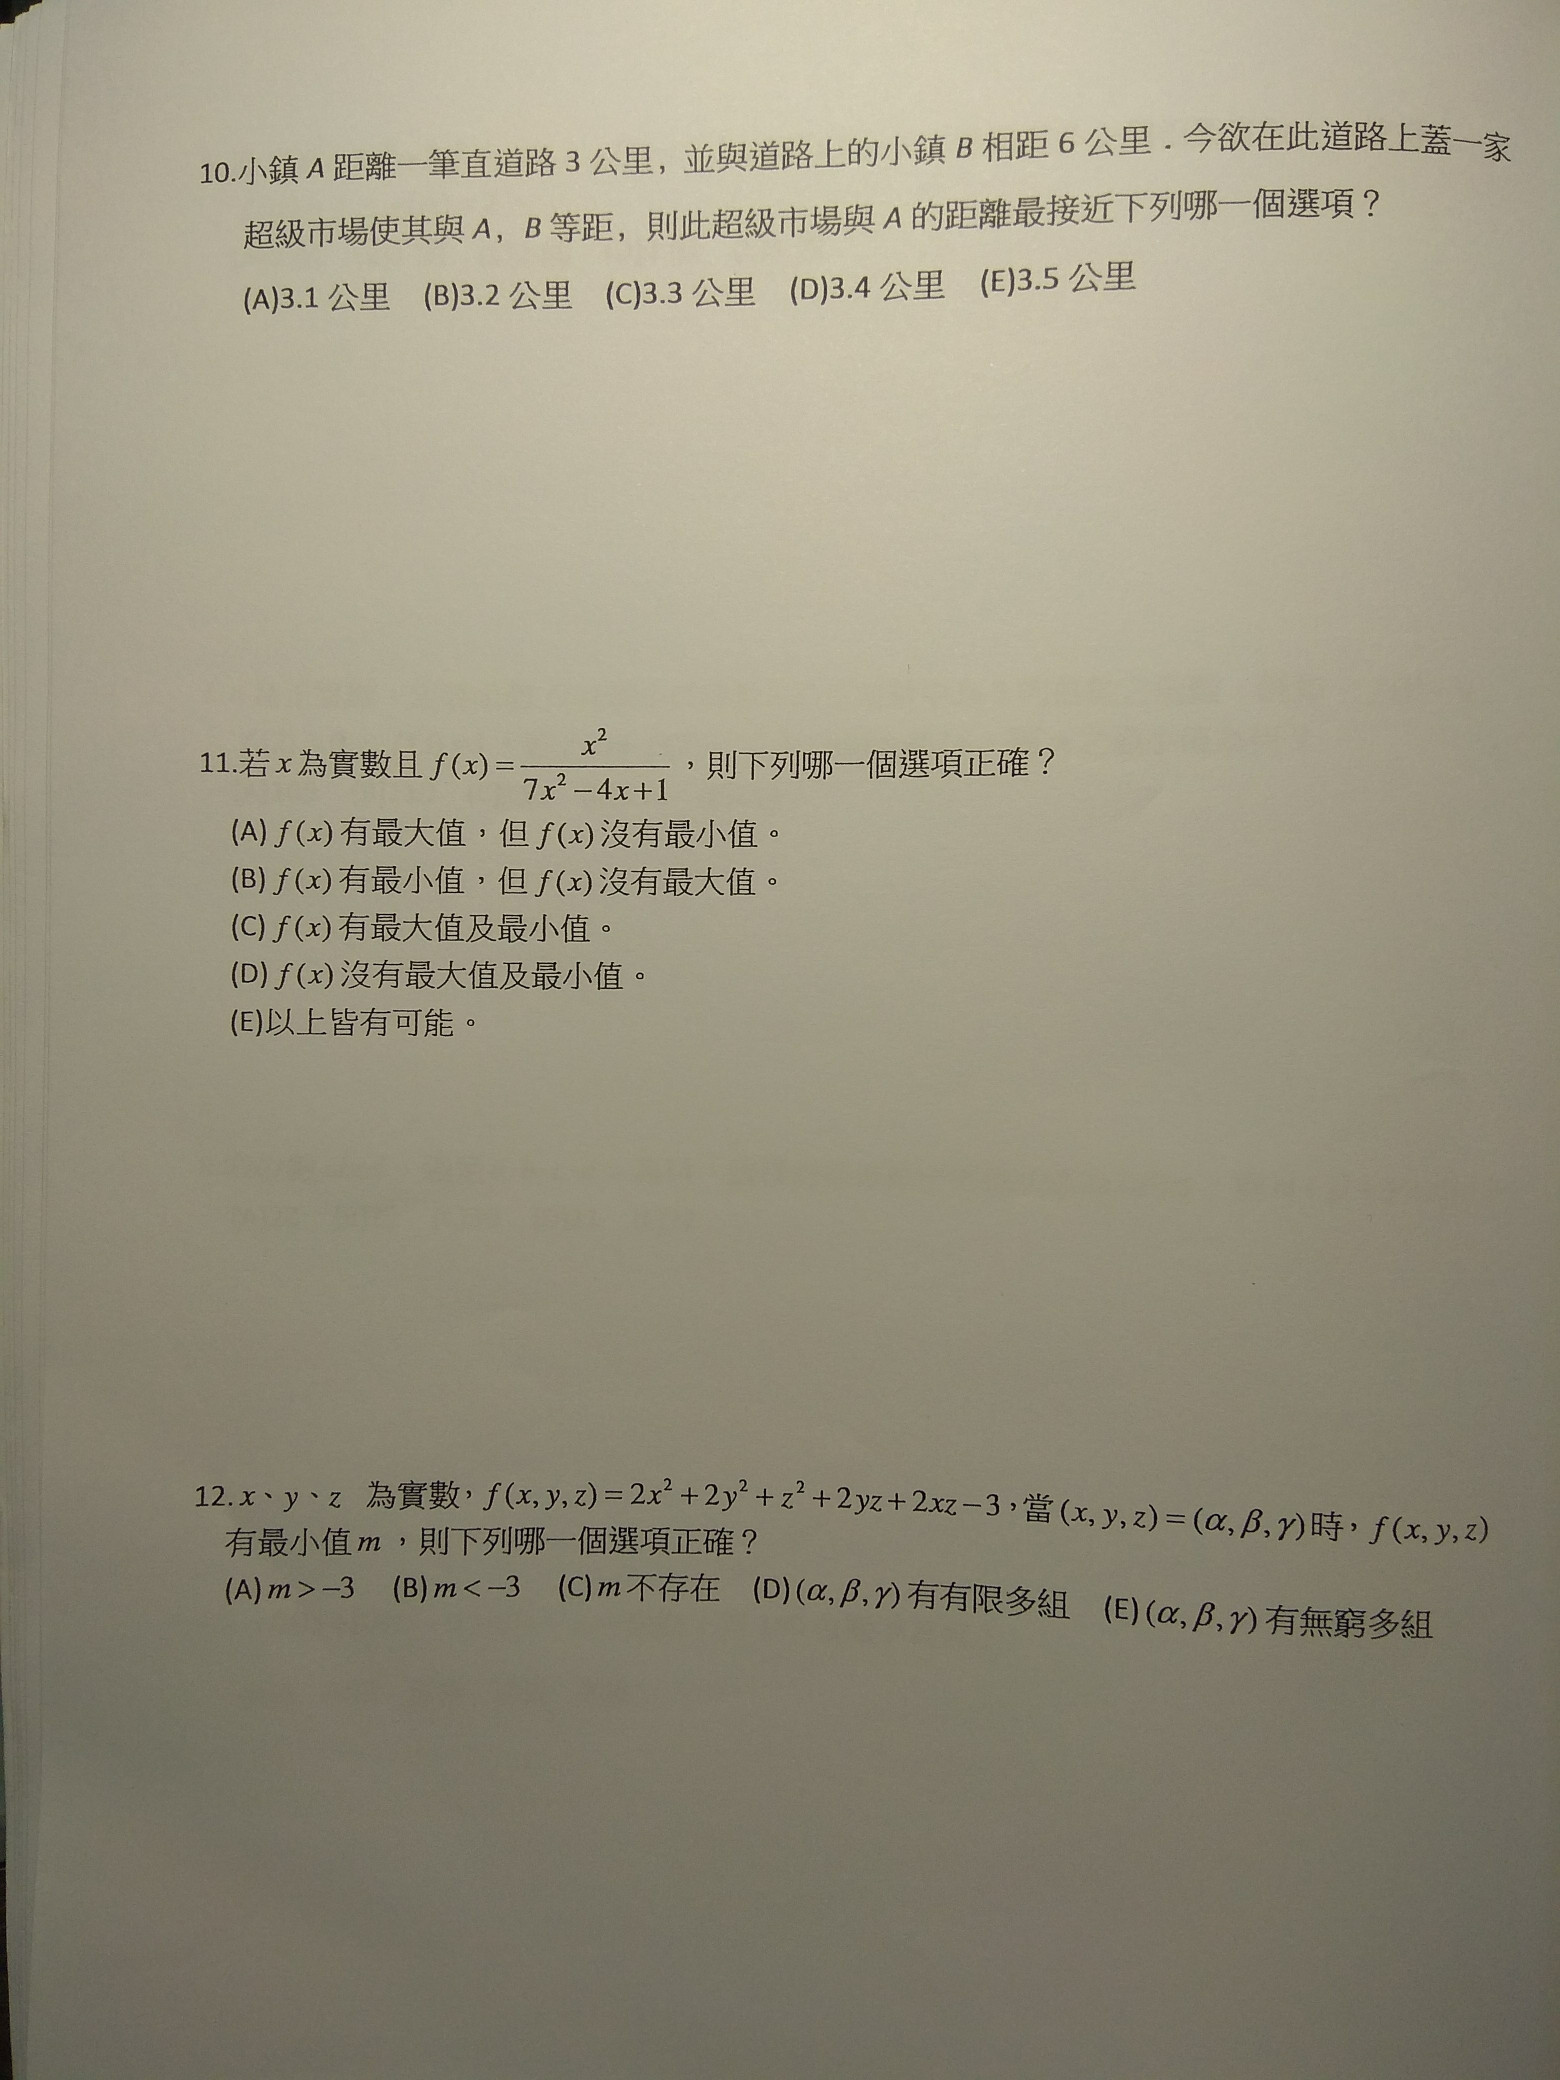 10.小鎮 A 距離一筆直道路 3 公里, 並與道路上的小鎮 B 相距 6 公里．今欲在此道路上蓋一家
超級市場使其與 A, B 等距, 則此超級市場與 A 的距離最接近下列哪一個選項？
(A)3.1 公里 (B)3.2 公里 (C)3.3 公里 (D)3.4 公里 (E)3.5 公里
11.若 x 為實數且 f(x)=x²/(7x²−4x+1)，則下列哪一個選項正確？
(A) f(x) 有最大值，但 f(x) 沒有最小值。
(B) f(x) 有最小值，但 f(x) 沒有最大值。
(C) f(x) 有最大值及最小值。
(D) f(x) 沒有最大值及最小值。
(E)以上皆有可能。
12. x、y、z 為實數，f(x, y, z)=2x²+2y²+z²+2yz+2xz−3，當(x, y, z)=(α, β, γ)時，f(x, y, z)
有最小值 m ，則下列哪一個選項正確？
(A) m>−3 (B) m<−3 (C) m 不存在 (D) (α, β, γ) 有有限多組 (E) (α, β, γ) 有無窮多組